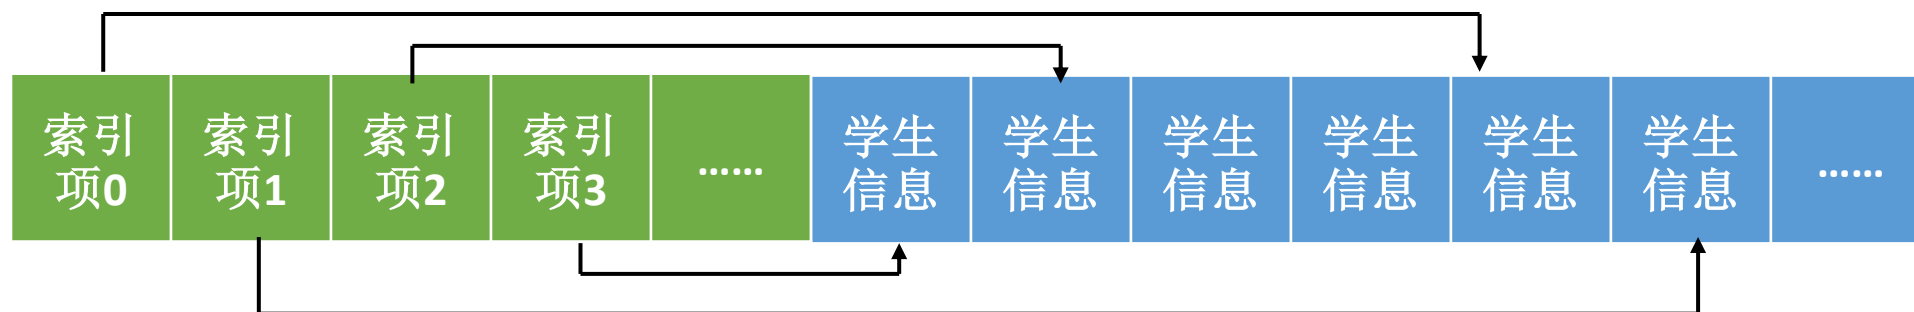 索引
项0
索引
项1
索引
项2
索引
项3
......
学生
信息
学生
信息
学生
信息
学生
信息
学生
信息
学生
信息
......